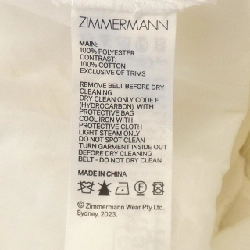 ZIMMERMANN
MAIN:
100% POLYESTER
CONTRAST:
100% COTTON
EXCLUSIVE OF TRIMS
REMOVE BELT BEFORE DRY
CLEANING
DRY CLEAN ONLY CODE F
(HYDROCARBON) WITH
PROTECTIVE BAG
COOL IRON WITH
PROTECTIVE CLOTH
LIGHT STEAM ONLY
DO NOT SPOT CLEAN
TURN GARMENT INSIDE OUT
BEFORE DRY CLEANING
BELT - DO NOT DRY CLEAN
MADE IN CHINA
© Zimmermann Wear Pty Ltd.
Sydney, 2023.